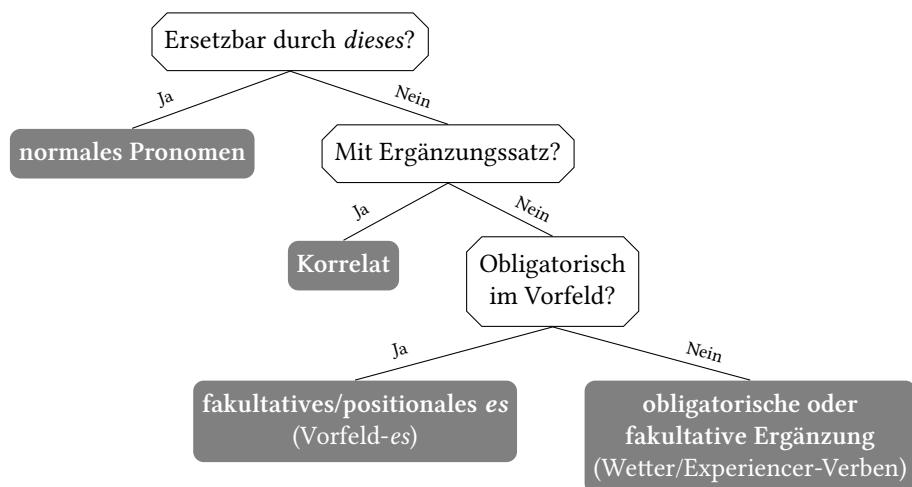 Ersetzbar durch dieses?
Ja
Nein
normales Pronomen
Mit Ergänzungssatz?
Ja
Nein
Korrelat
Obligatorisch
im Vorfeld?
Ja
Nein
fakultatives/positionales es
(Vorfeld-es)
obligatorische oder
fakultative Ergänzung
(Wetter/Experiencer-Verben)